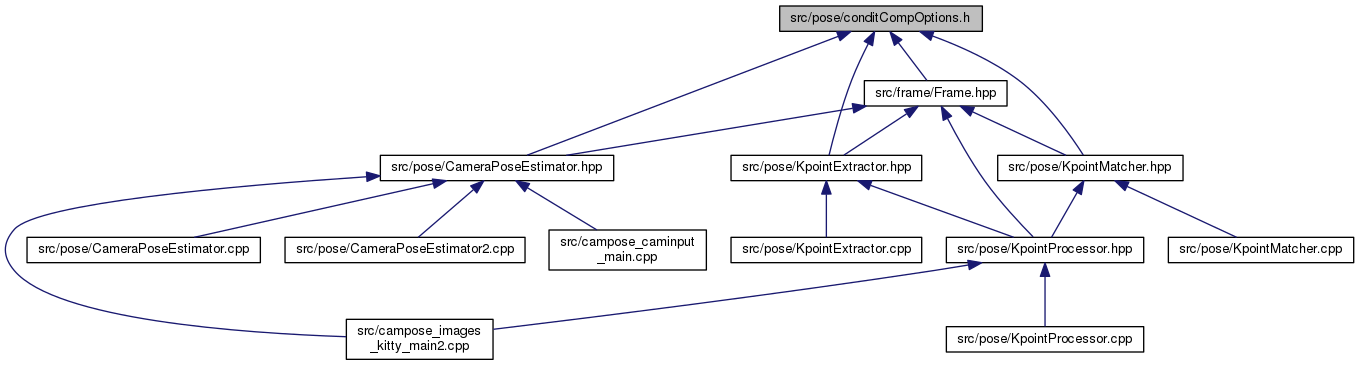 src/pose/conditCompOptions.h
src/frame/Frame.hpp
src/pose/CameraPoseEstimator.hpp
src/pose/KpointExtractor.hpp
src/pose/KpointMatcher.hpp
src/pose/CameraPoseEstimator.cpp
src/pose/CameraPoseEstimator2.cpp
src/campose_caminput
_main.cpp
src/pose/KpointExtractor.cpp
src/pose/KpointProcessor.hpp
src/pose/KpointMatcher.cpp
src/campose_images
_kitty_main2.cpp
src/pose/KpointProcessor.cpp